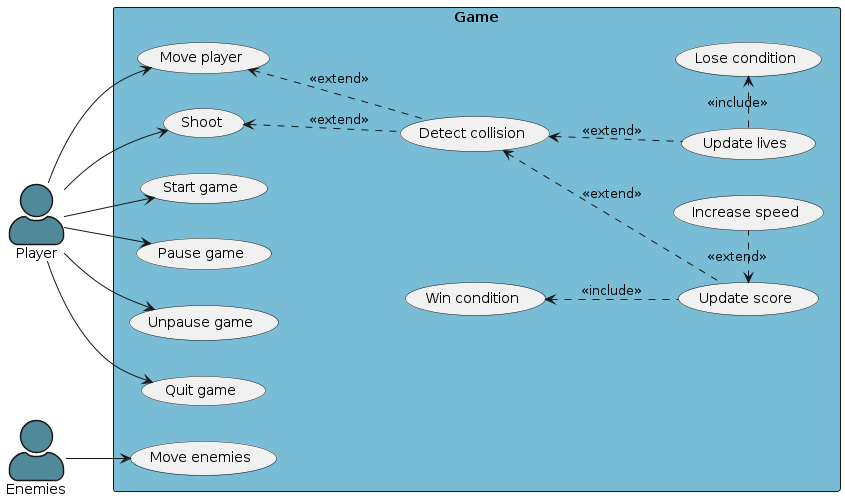 Game
Move player
Lose condition
«extend»
«include»
Shoot
«extend»
Detect collision
«extend»
Update lives
Start game
«extend»
Increase speed
Player
Pause game
«extend»
Unpause game
Win condition
«include»
Update score
Quit game
Move enemies
Enemies